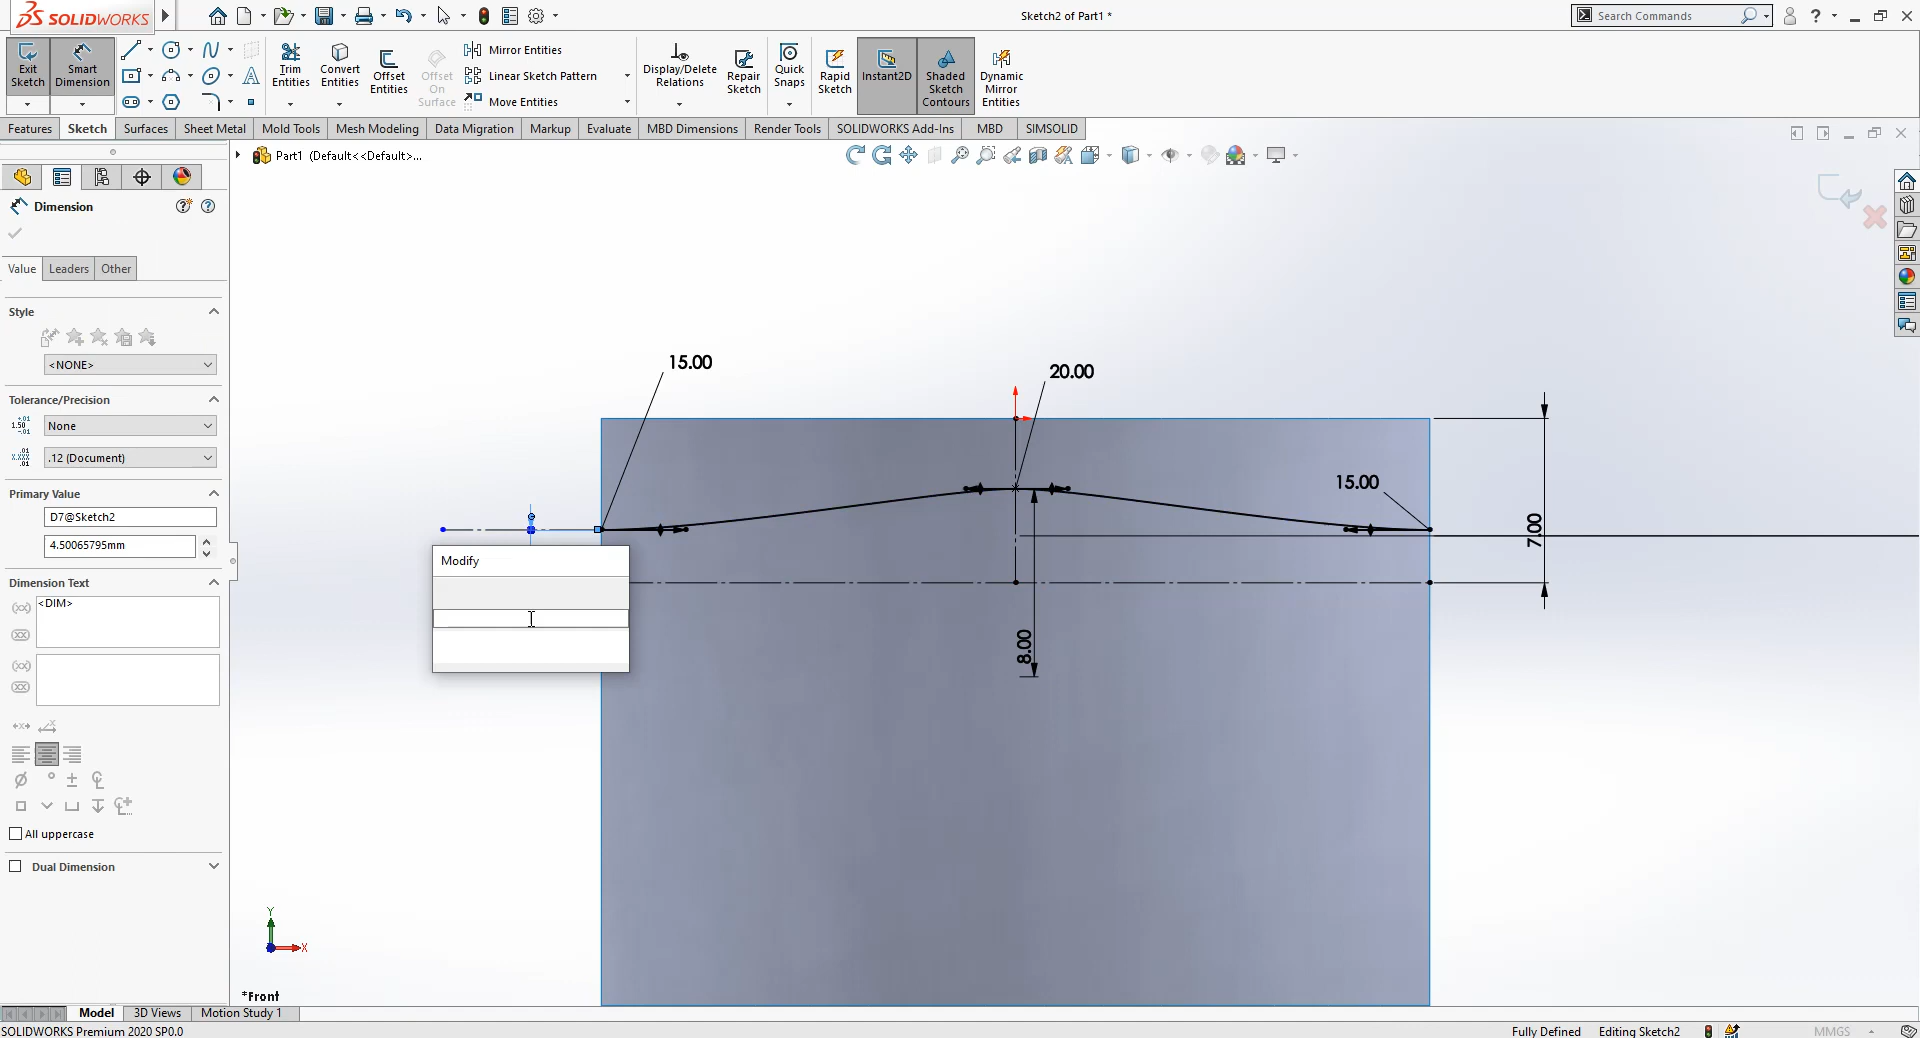 SOLIDWORKS
Sketch2 of Part1 *
Search Commands
?
Exit Sketch
Smart Dimension
Trim Entities
Convert Entities
Offset Entities
Offset On Surface
Mirror Entities
Linear Sketch Pattern
Move Entities
Display/Delete Relations
Repair Sketch
Quick Snaps
Rapid Sketch
Instant2D
Shaded Sketch Contours
Dynamic Mirror Entities
Features
Sketch
Surfaces
Sheet Metal
Mold Tools
Mesh Modeling
Data Migration
Markup
Evaluate
MBD Dimensions
Render Tools
SOLIDWORKS Add-Ins
MBD
SIMSOLID
Part1 (Default<<Default>...
Dimension
Value
Leaders
Other
Style
<NONE>
Tolerance/Precision
None
.12 (Document)
Primary Value
D7@Sketch2
4.50065795mm
Dimension Text
<DIM>
All uppercase
Dual Dimension
15.00
20.00
15.00
7.00
8.00
Modify
Y
X
*Front
Model
3D Views
Motion Study 1
SOLIDWORKS Premium 2020 SP0.0
Fully Defined
Editing Sketch2
MMGS